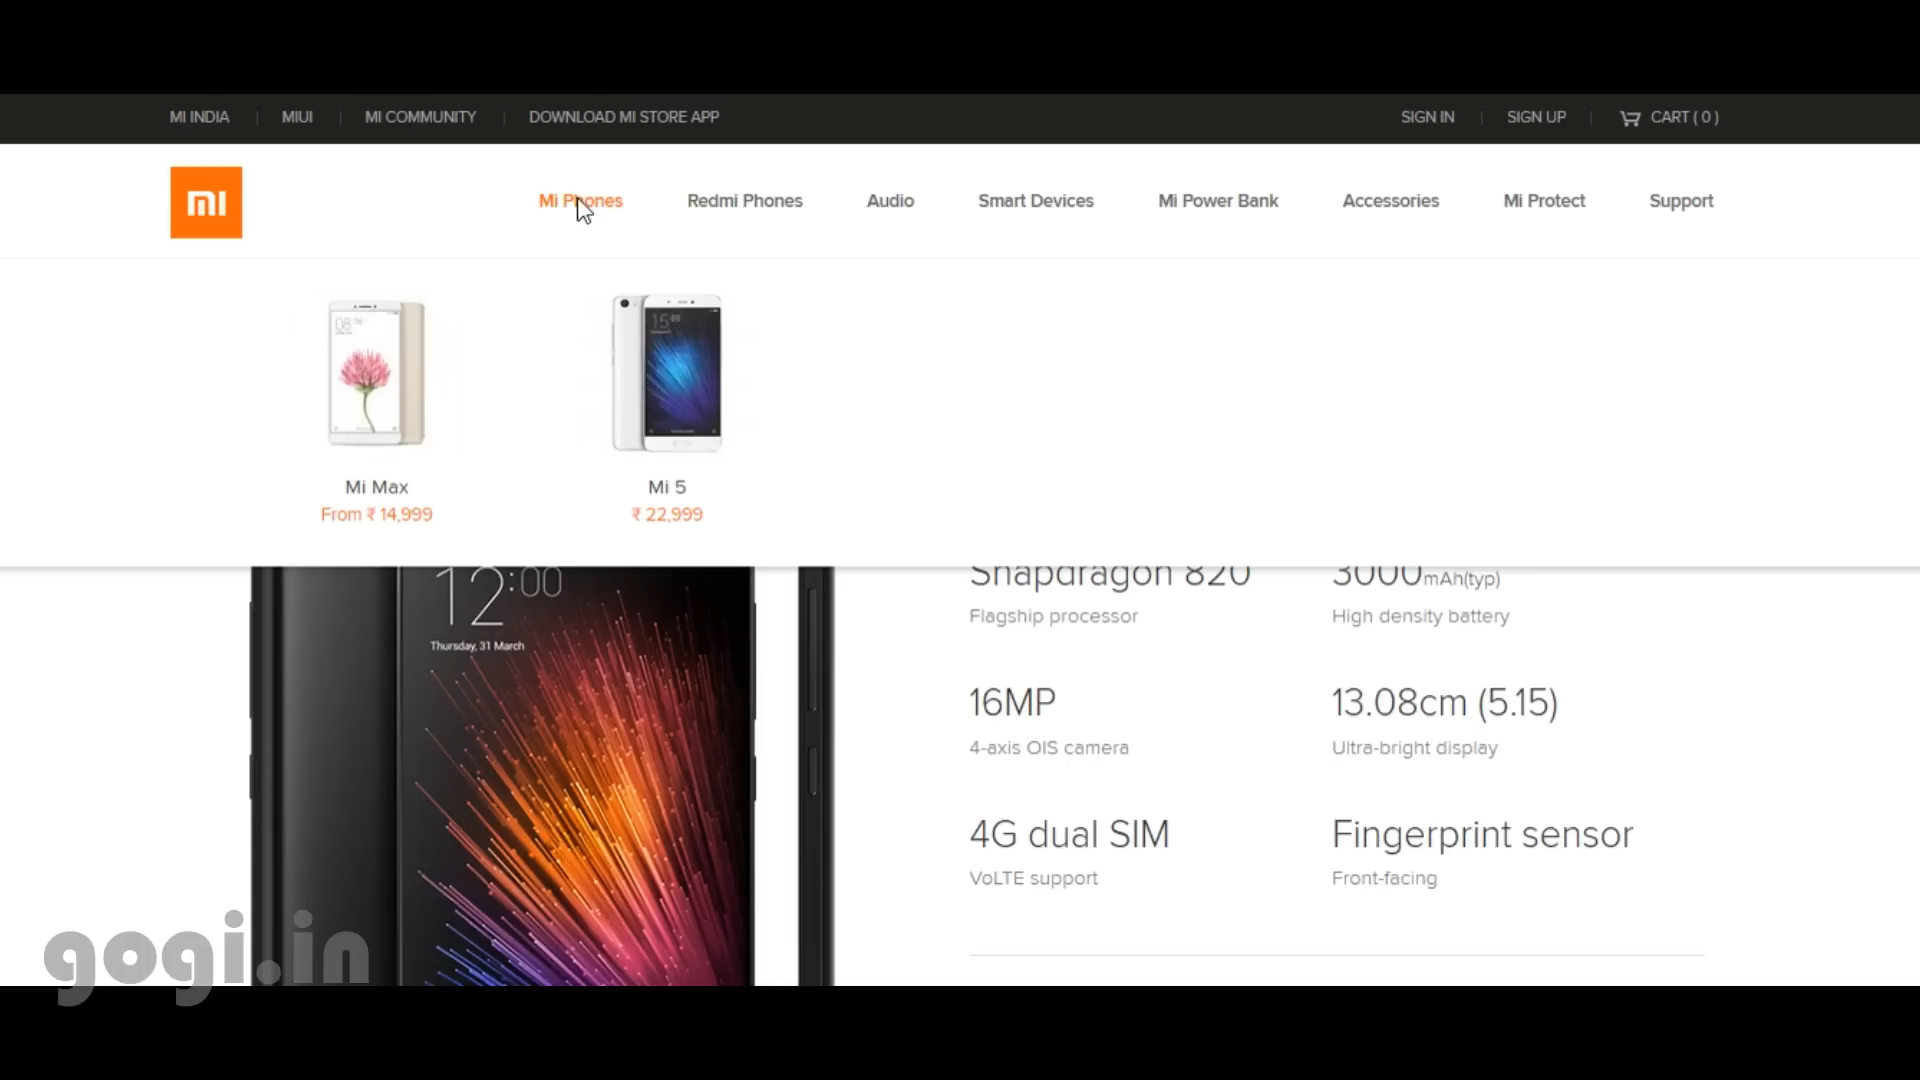 MI INDIA | MIUI | MI COMMUNITY | DOWNLOAD MI STORE APP
SIGN IN | SIGN UP | CART ( 0 )
mi
Mi Phones Redmi Phones Audio Smart Devices Mi Power Bank Accessories Mi Protect Support
08
15
Mi Max
From ₹ 14,999
Mi 5
₹ 22,999
12:00
Thursday, 31 March
Snapdragon 820
Flagship processor
3000mAh(typ)
High density battery
16MP
4-axis OIS camera
13.08cm (5.15)
Ultra-bright display
4G dual SIM
VoLTE support
Fingerprint sensor
Front-facing
gogi.in